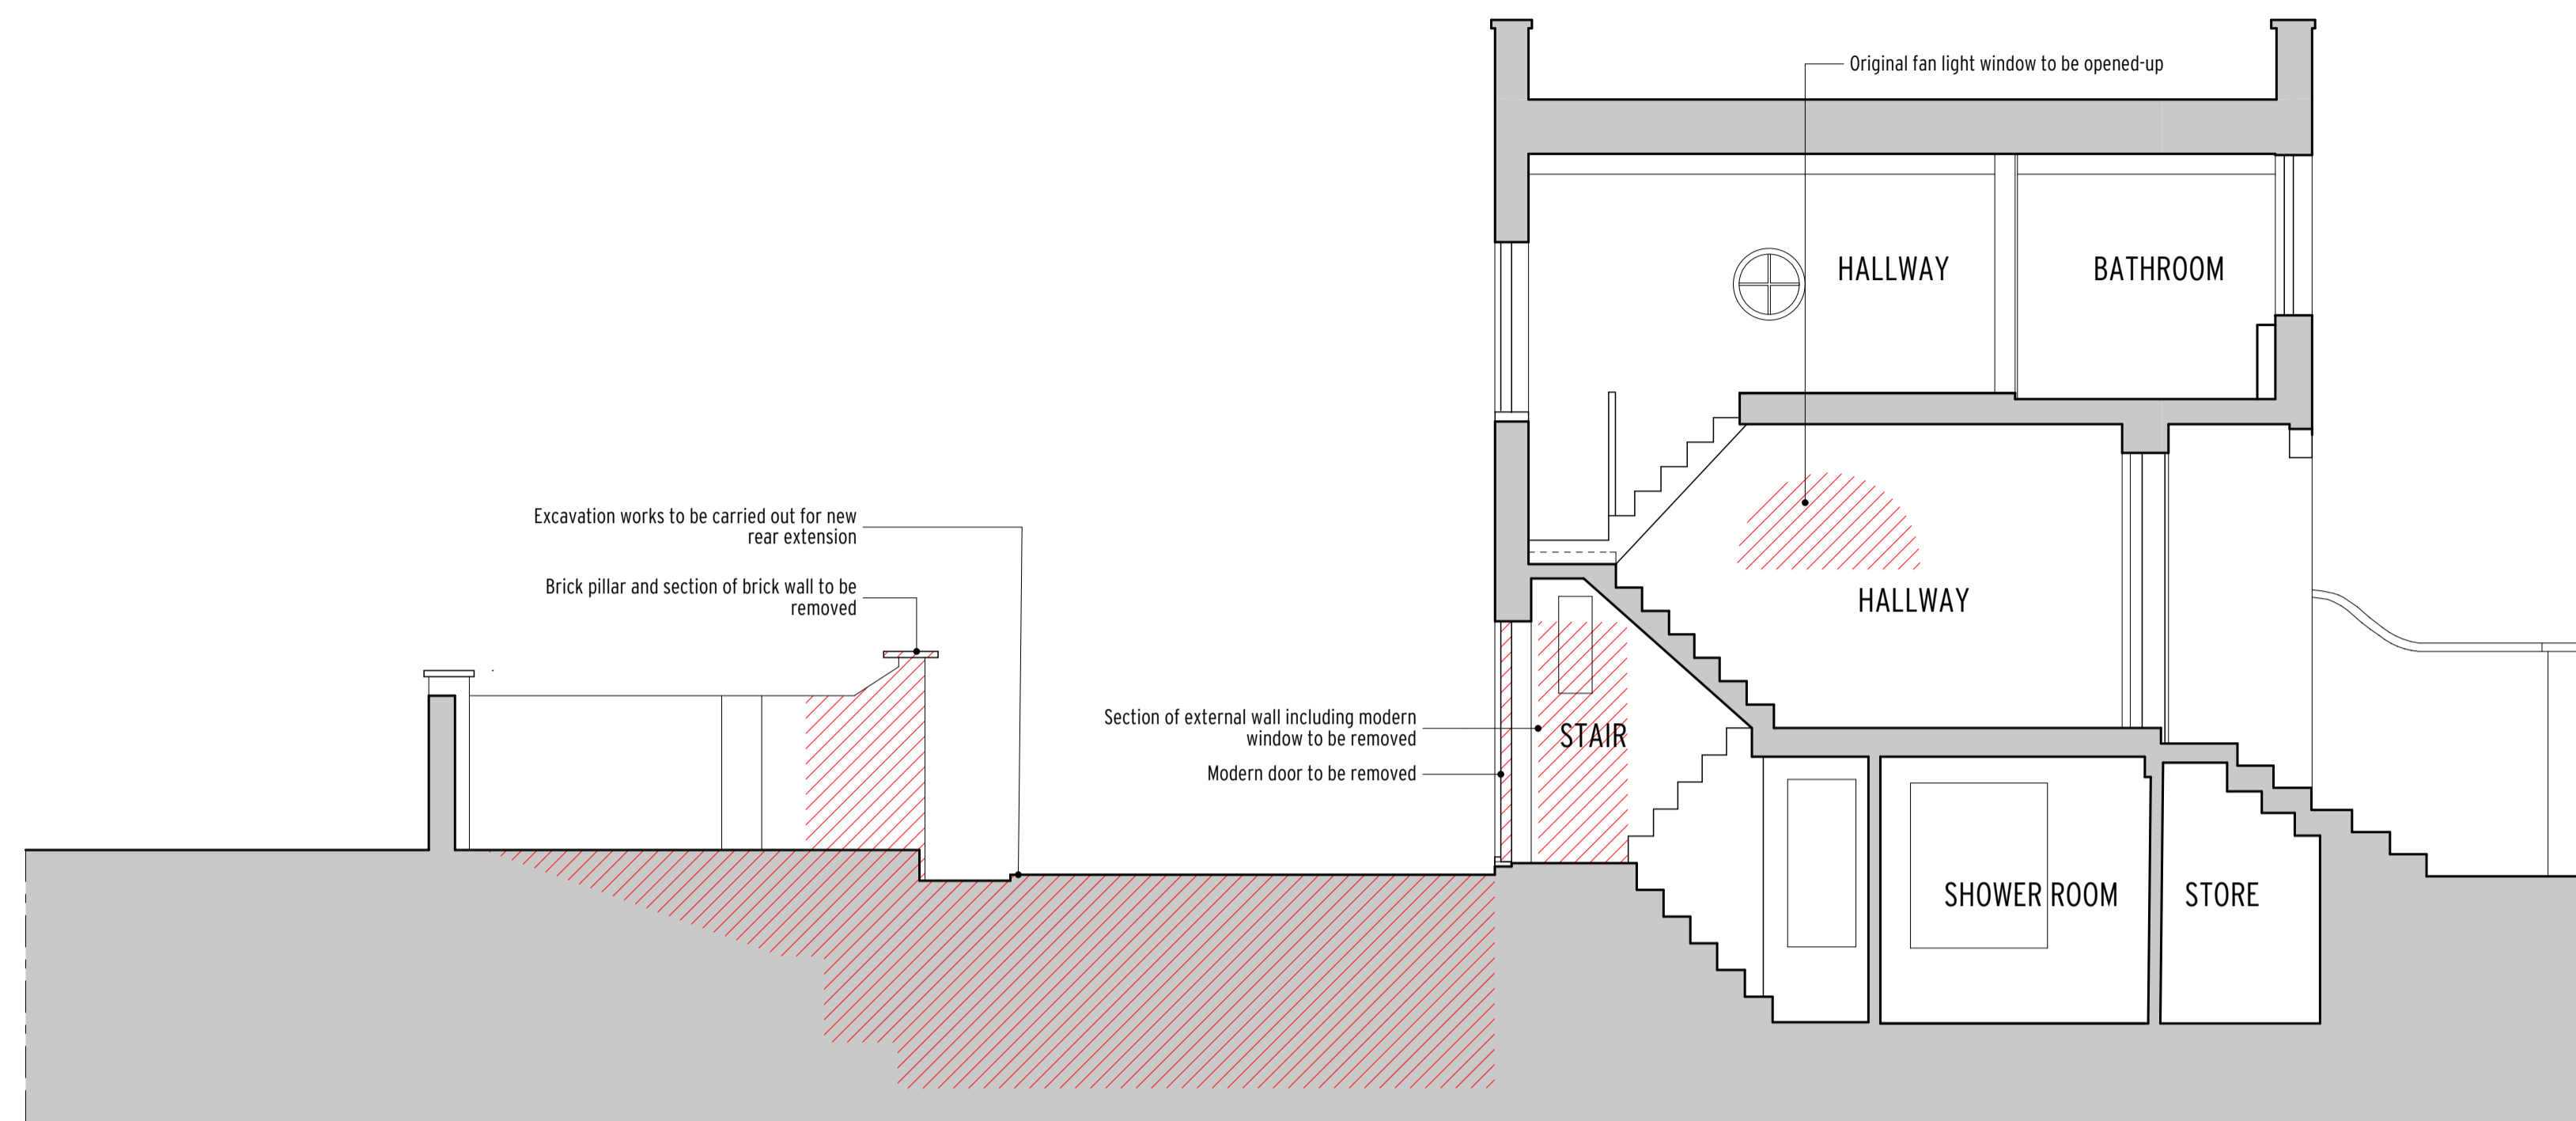 Original fan light window to be opened-up
HALLWAY
BATHROOM
Excavation works to be carried out for new
rear extension
Brick pillar and section of brick wall to be
removed
HALLWAY
Section of external wall including modern
window to be removed
STAIR
Modern door to be removed
SHOWER ROOM
STORE